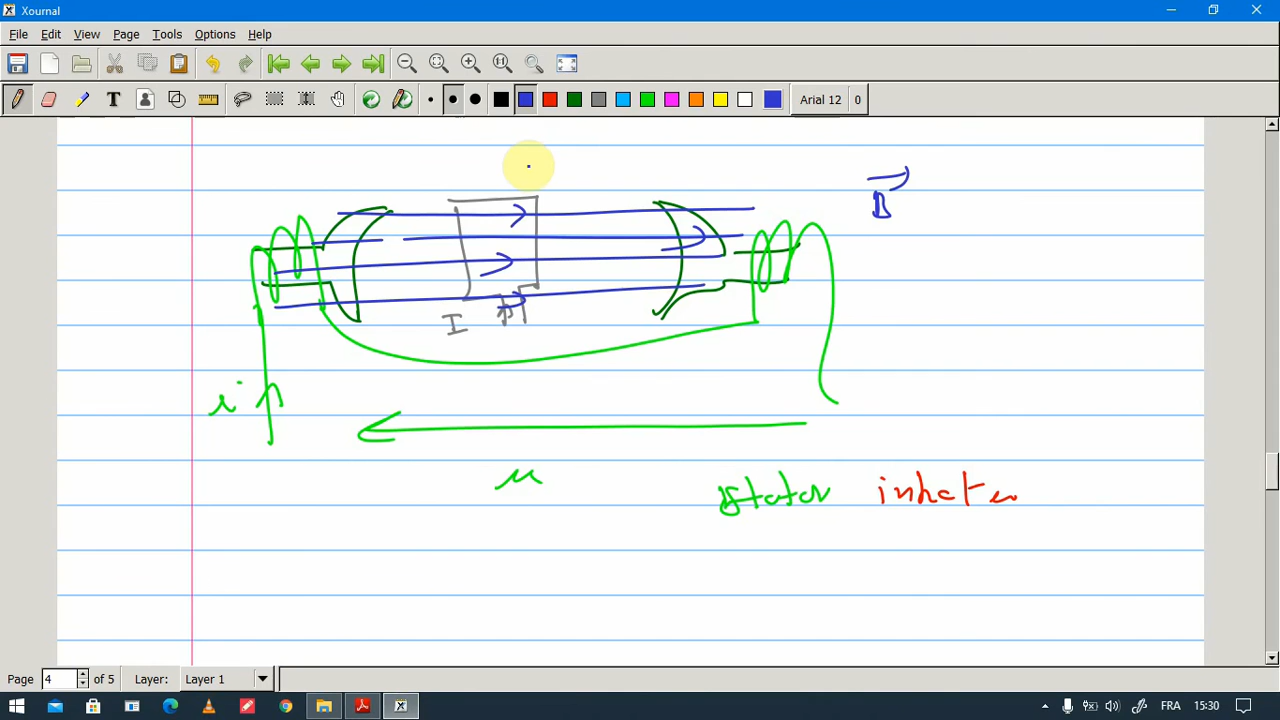 Xournal
File Edit View Page Tools Options Help
Arial 12 0
B
I
i
u
stator
Page 4 of 5 Layer: Layer 1
FRA 15:30